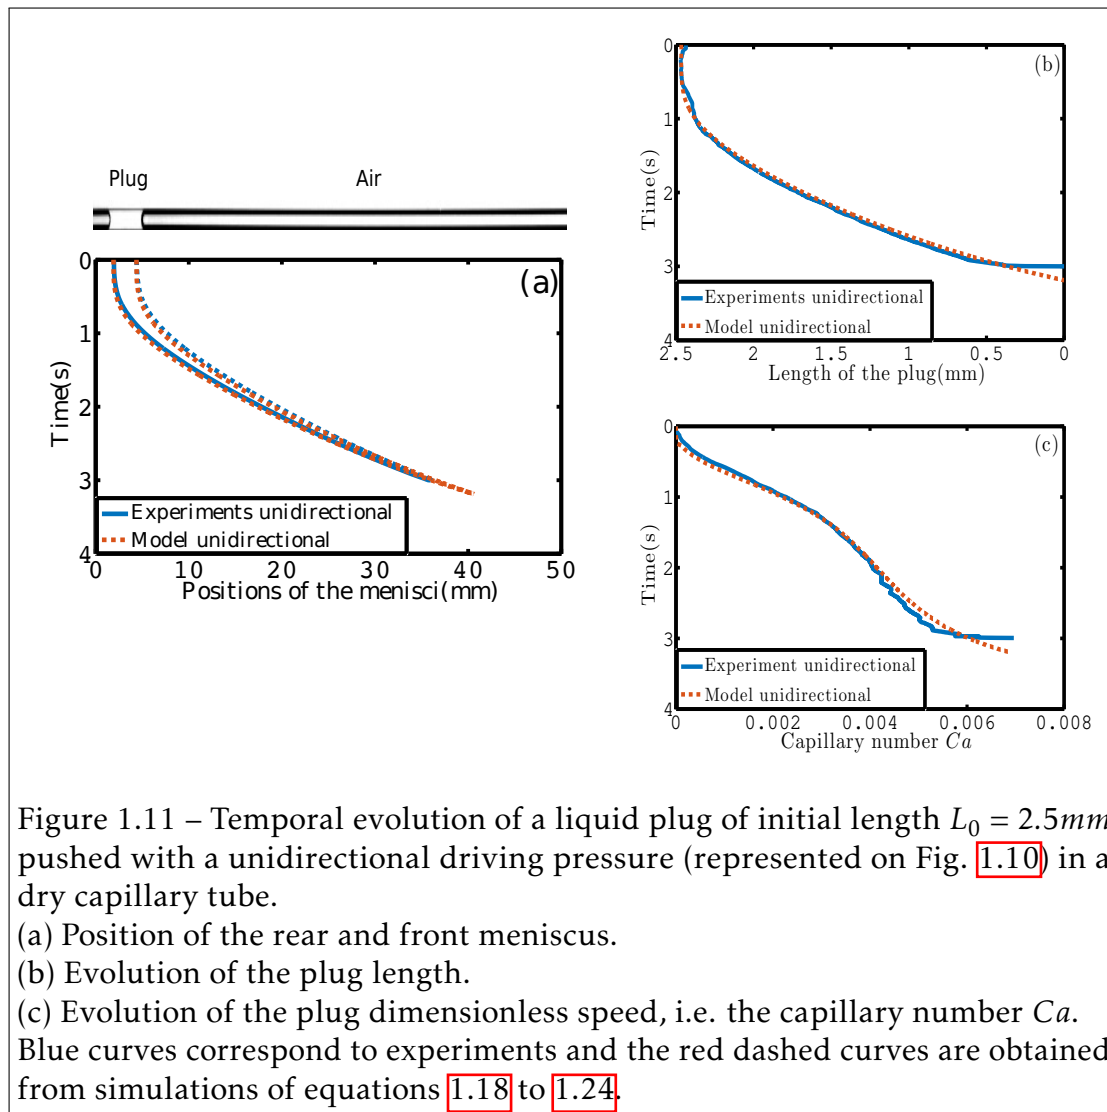 Plug Air
0
1
2
3
4
Time(s)
(a)
Experiments unidirectional
Model unidirectional
0 10 20 30 40 50
Positions of the menisci(mm)
0
1
2
3
4
Time(s)
(b)
Experiments unidirectional
Model unidirectional
2.5 2 1.5 1 0.5 0
Length of the plug(mm)
0
1
2
3
4
Time(s)
(c)
Experiment unidirectional
Model unidirectional
0 0.002 0.004 0.006 0.008
Capillary number Ca
Figure 1.11 – Temporal evolution of a liquid plug of initial length L₀ = 2.5mm
pushed with a unidirectional driving pressure (represented on Fig. 1.10) in a
dry capillary tube.
(a) Position of the rear and front meniscus.
(b) Evolution of the plug length.
(c) Evolution of the plug dimensionless speed, i.e. the capillary number Ca.
Blue curves correspond to experiments and the red dashed curves are obtained
from simulations of equations 1.18 to 1.24.